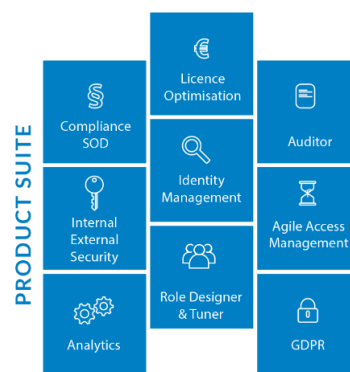 PRODUCT SUITE
§
Compliance
SOD
Internal
External
Security
Analytics
€
Licence
Optimisation
Identity
Management
Role Designer
& Tuner
Auditor
Agile Access
Management
GDPR